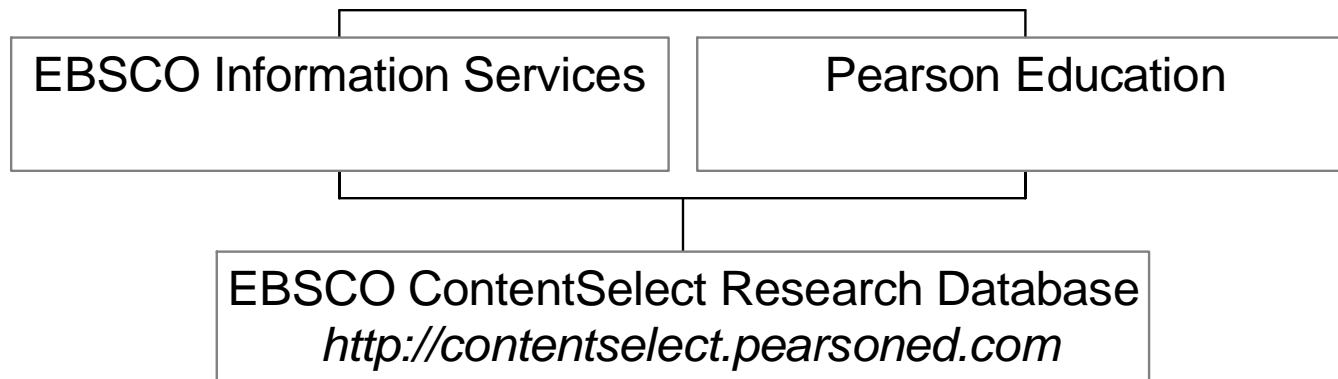 EBSCO Information Services
Pearson Education
EBSCO ContentSelect Research Database
http://contentselect.pearsoned.com